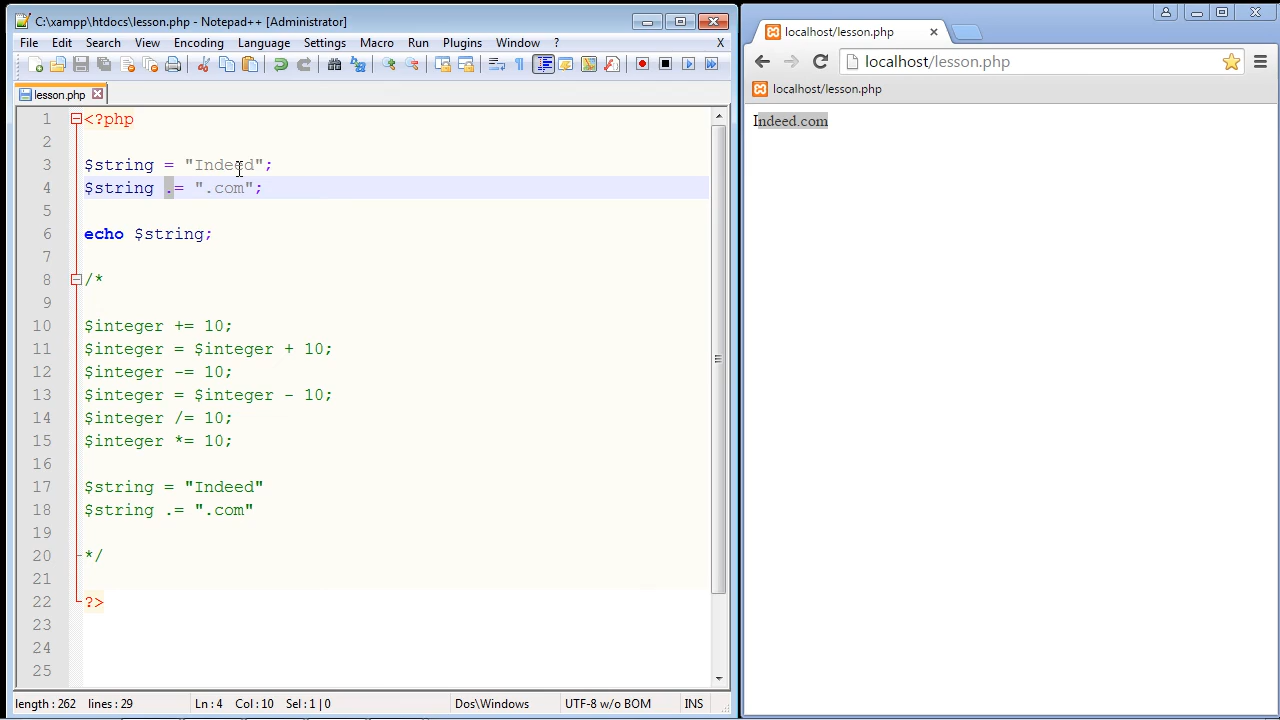 C:\xampp\htdocs\lesson.php - Notepad++ [Administrator]
File Edit Search View Encoding Language Settings Macro Run Plugins Window ? X
lesson.php
1 <?php
2
3 $string = "Indeed";
4 $string .= ".com";
5
6 echo $string;
7
8 /*
9
10 $integer += 10;
11 $integer = $integer + 10;
12 $integer -= 10;
13 $integer = $integer - 10;
14 $integer /= 10;
15 $integer *= 10;
16
17 $string = "Indeed"
18 $string .= ".com"
19
20 */
21
22 ?>
23
24
25
length : 262 lines : 29 Ln : 4 Col : 10 Sel : 1 | 0 Dos\Windows UTF-8 w/o BOM INS
localhost/lesson.php
localhost/lesson.php
localhost/lesson.php
Indeed.com